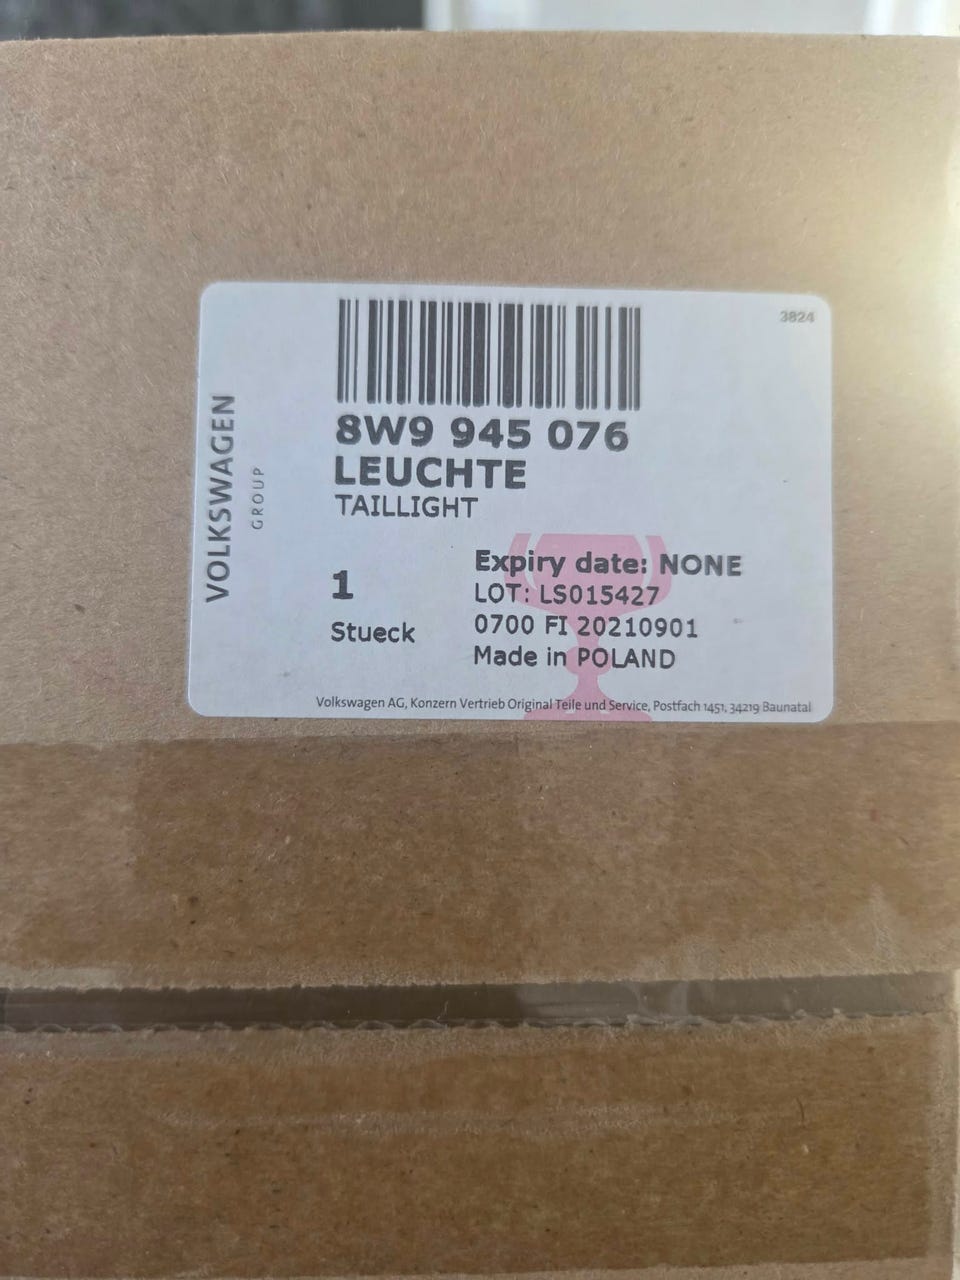 3824
VOLKSWAGEN
GROUP
8W9 945 076
LEUCHTE
TAILLIGHT
1
Stueck
Expiry date: NONE
LOT: LS015427
0700 FI 20210901
Made in POLAND
Volkswagen AG, Konzern Vertrieb Original Teile und Service, Postfach 1451, 34219 Baunatal